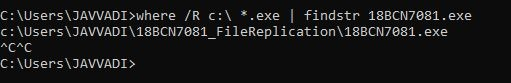 C:\Users\JAVVADI>where /R c:\ *.exe | findstr 18BCN7081.exe
c:\Users\JAVVADI\18BCN7081_FileReplication\18BCN7081.exe
^C^C
C:\Users\JAVVADI>